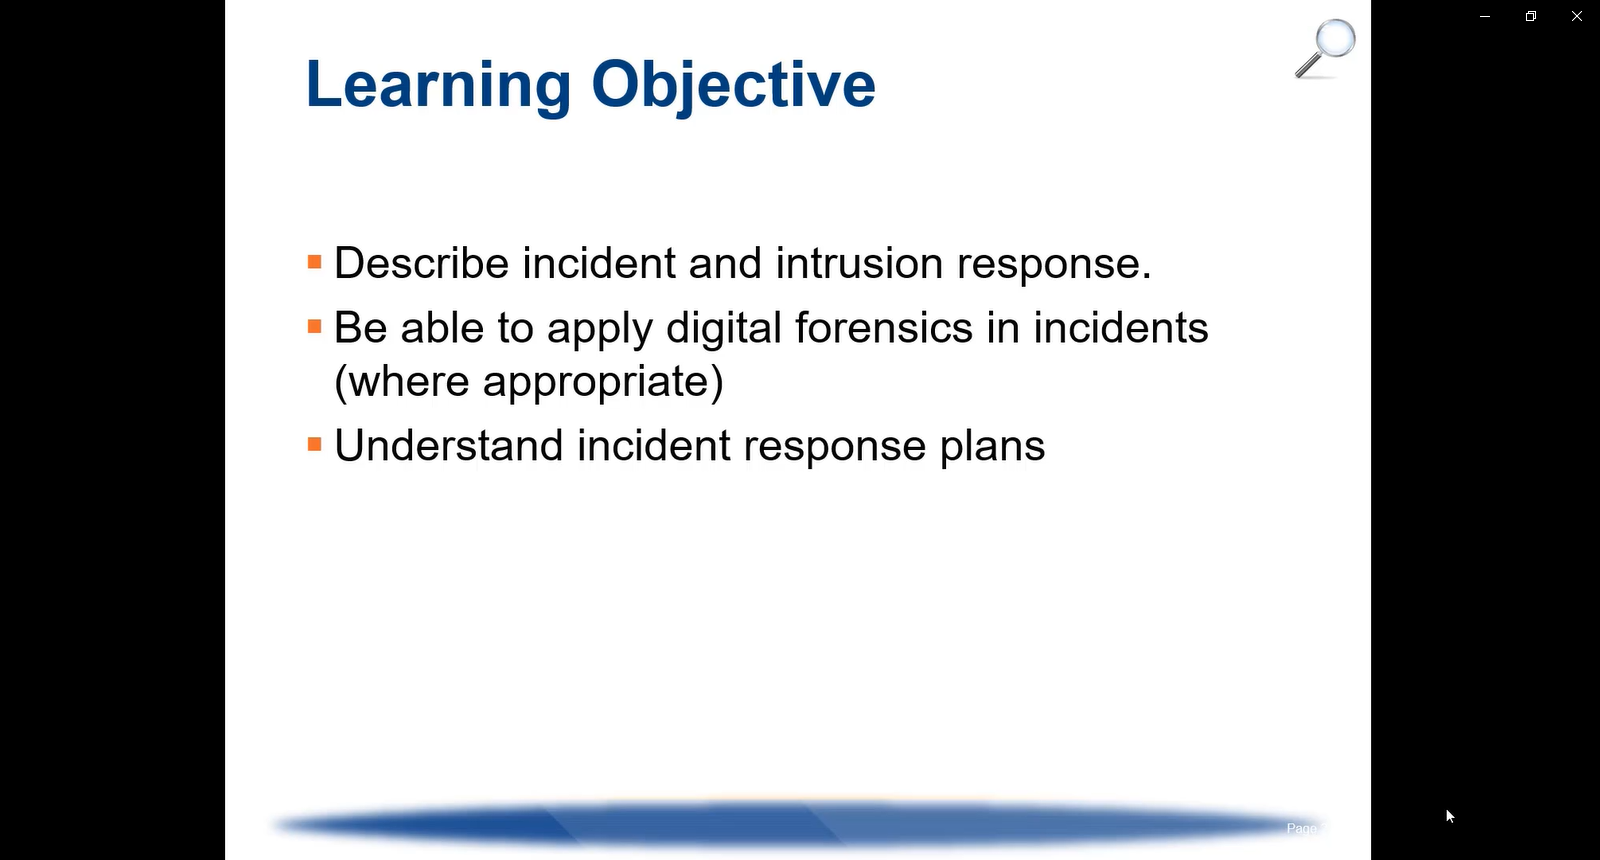 Learning Objective
Describe incident and intrusion response.
Be able to apply digital forensics in incidents
(where appropriate)
Understand incident response plans
Page